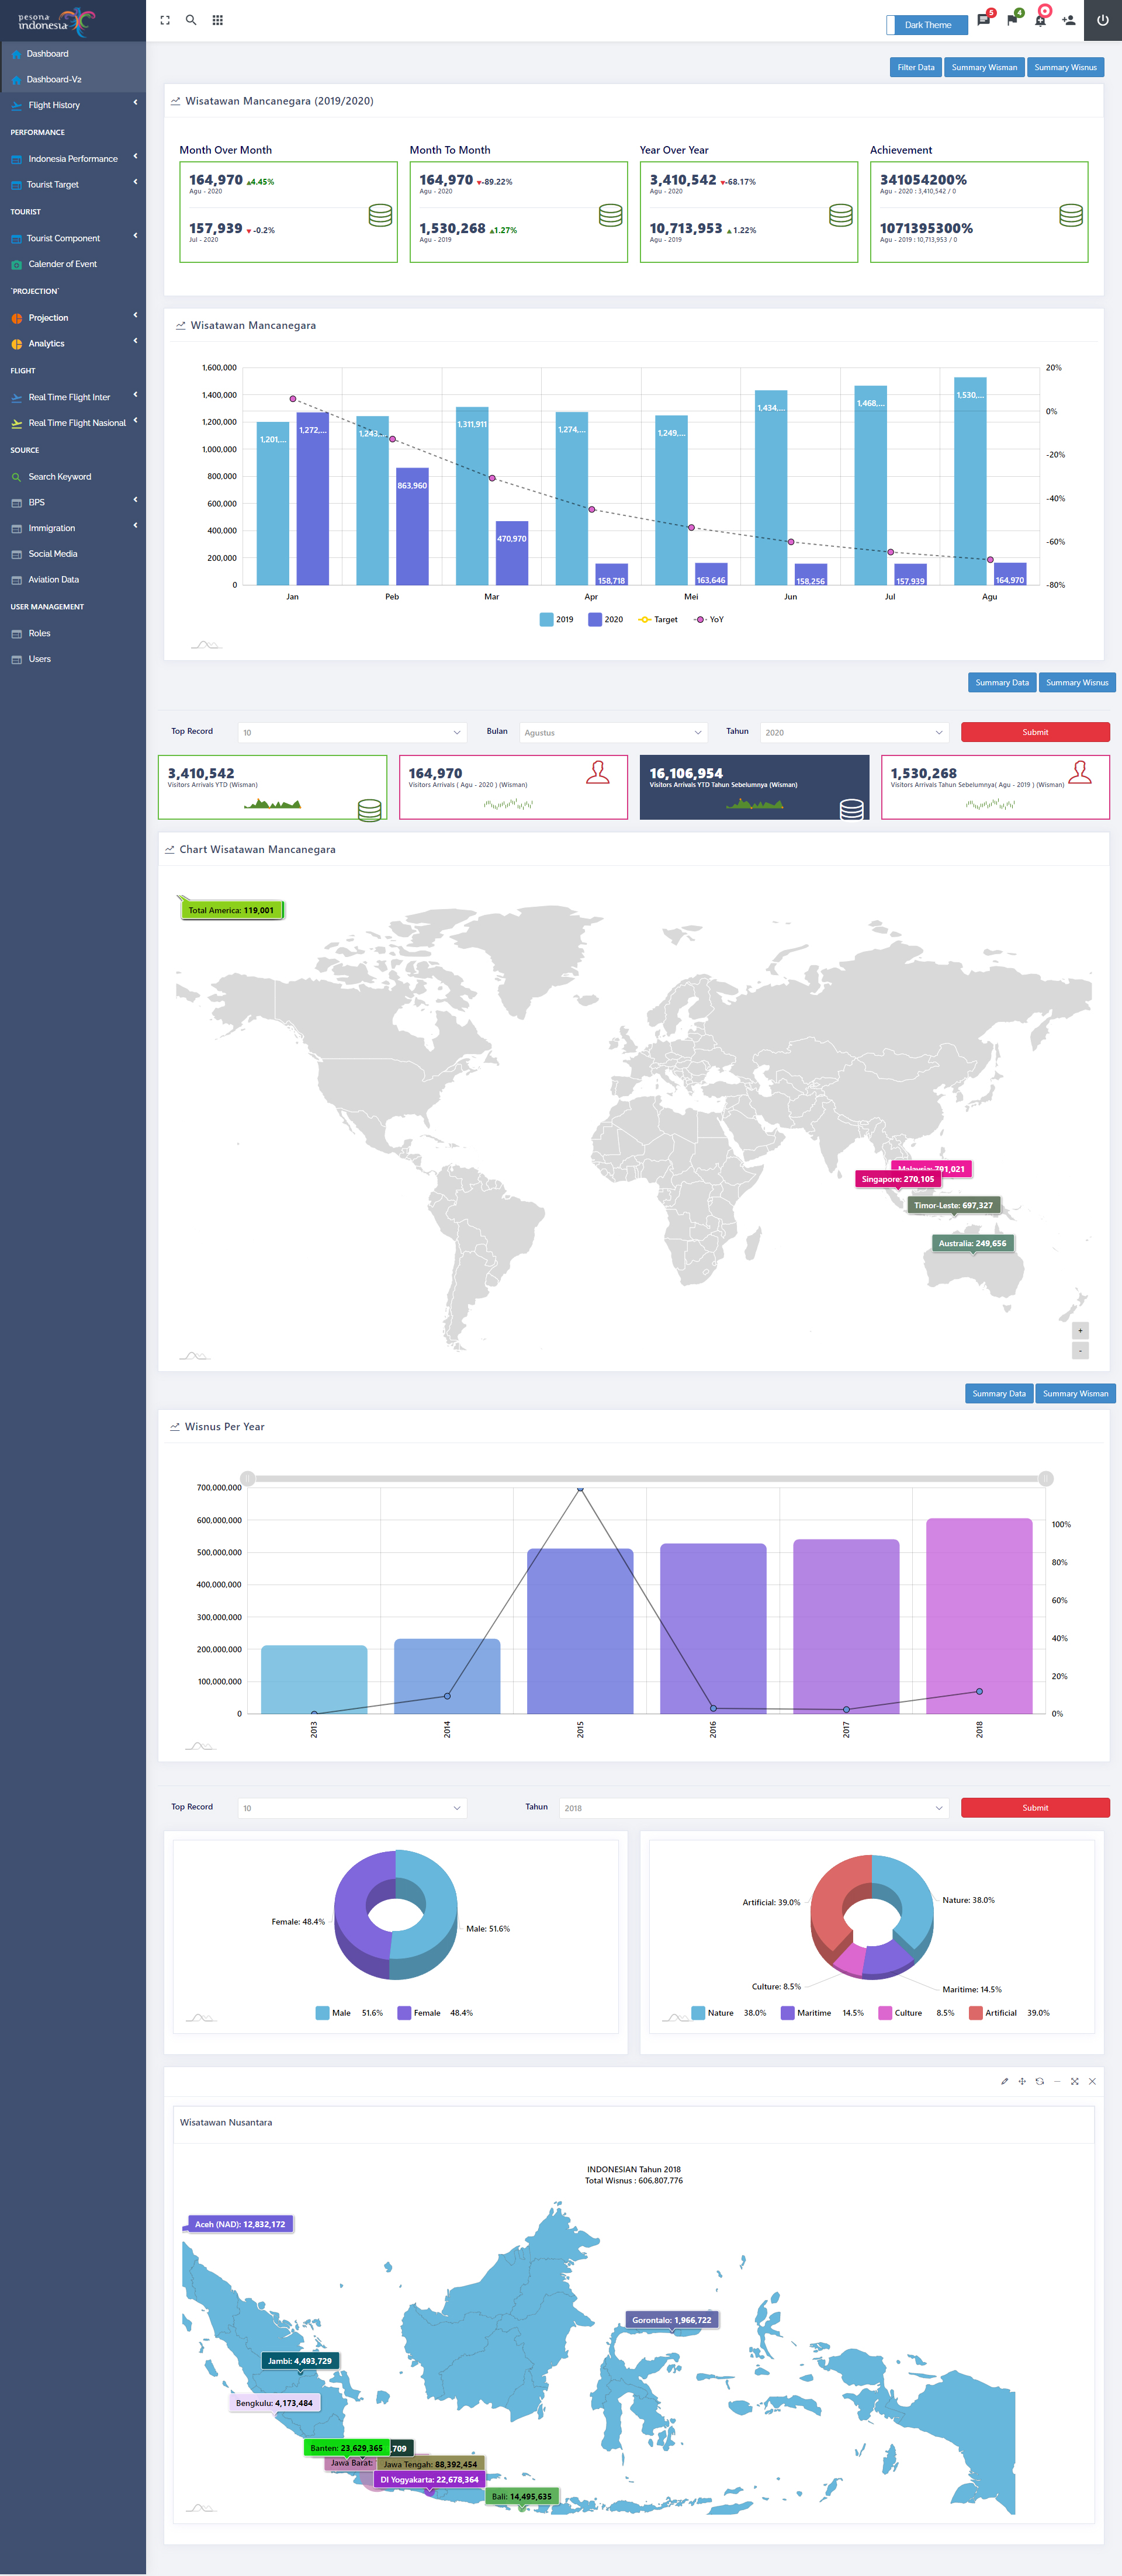 pesona
indonesia
Dashboard
Dashboard-V2
Flight History
PERFORMANCE
Indonesia Performance
Tourist Target
TOURIST
Tourist Component
Calender of Event
`PROJECTION`
Projection
Analytics
FLIGHT
Real Time Flight Inter
Real Time Flight Nasional
SOURCE
Search Keyword
BPS
Immigration
Social Media
Aviation Data
USER MANAGEMENT
Roles
Users
Dark Theme
5
4
Filter Data
Summary Wisman
Summary Wisnus
Wisatawan Mancanegara (2019/2020)
Month Over Month
164,970 4.45%
Agu - 2020
157,939 -0.2%
Jul - 2020
Month To Month
164,970 -89.22%
Agu - 2020
1,530,268 1.27%
Agu - 2019
Year Over Year
3,410,542 -68.17%
Agu - 2020
10,713,953 1.22%
Agu - 2019
Achievement
341054200%
Agu - 2020 : 3,410,542 / 0
1071395300%
Agu - 2019 : 10,713,953 / 0
Wisatawan Mancanegara
1,600,000
1,400,000
1,200,000
1,000,000
800,000
600,000
400,000
200,000
0
20%
0%
-20%
-40%
-60%
-80%
1,201,...
1,272,...
1,243,...
863,960
1,311,911
470,970
1,274,...
158,718
1,249,...
163,646
1,434,...
158,256
1,468,...
157,939
1,530,...
164,970
Jan Peb Mar Apr Mei Jun Jul Agu
2019 2020 Target YoY
Summary Data
Summary Wisnus
Top Record
10
Bulan
Agustus
Tahun
2020
Submit
3,410,542
Visitors Arrivals YTD (Wisman)
164,970
Visitors Arrivals ( Agu - 2020 ) (Wisman)
16,106,954
Visitors Arrivals YTD Tahun Sebelumnya (Wisman)
1,530,268
Visitors Arrivals Tahun Sebelumnya( Agu - 2019 ) (Wisman)
Chart Wisatawan Mancanegara
Total America: 119,001
Malaysia: 791,021
Singapore: 270,105
Timor-Leste: 697,327
Australia: 249,656
+
-
Summary Data
Summary Wisman
Wisnus Per Year
700,000,000
600,000,000
500,000,000
400,000,000
300,000,000
200,000,000
100,000,000
0
100%
80%
60%
40%
20%
0%
2013 2014 2015 2016 2017 2018
Top Record
10
Tahun
2018
Submit
Female: 48.4%
Male: 51.6%
Male 51.6% Female 48.4%
Artificial: 39.0%
Nature: 38.0%
Culture: 8.5%
Maritime: 14.5%
Nature 38.0% Maritime 14.5% Culture 8.5% Artificial 39.0%
Wisatawan Nusantara
INDONESIAN Tahun 2018
Total Wisnus : 606,807,776
Aceh (NAD): 12,832,172
Gorontalo: 1,966,722
Jambi: 4,493,729
Bengkulu: 4,173,484
Banten: 23,629,365
709
Jawa Barat:
Jawa Tengah: 88,392,454
DI Yogyakarta: 22,678,364
Bali: 14,495,635